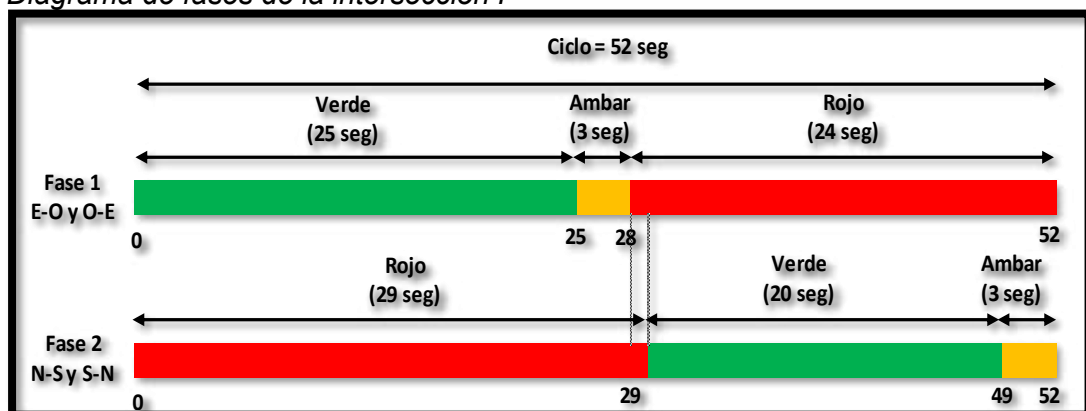 Diagrama de fases de la intersección I
Ciclo = 52 seg
Verde
(25 seg)
Ambar
(3 seg)
Rojo
(24 seg)
Fase 1
E-O y O-E
0
25
28
52
Rojo
(29 seg)
Verde
(20 seg)
Ambar
(3 seg)
Fase 2
N-S y S-N
0
29
49
52